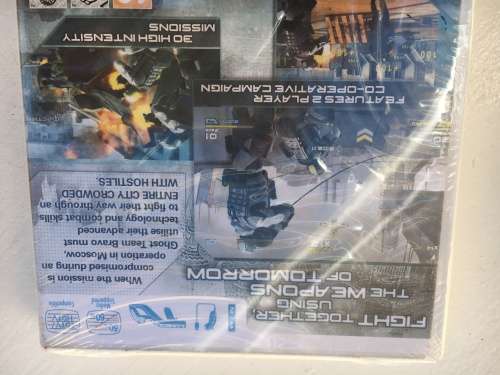 FIGHT TOGETHER
USING
THE WEAPONS
OF TOMORROW
When the mission is
compromised during an
operation in Moscow,
Ghost Team Bravo must
utilise their advanced
technology and combat skills
to fight their way through an
ENTIRE CITY CROWDED
WITH HOSTILES.
FEATURES 2 PLAYER
CO-OPERATIVE CAMPAIGN
30 HIGH INTENSITY
MISSIONS